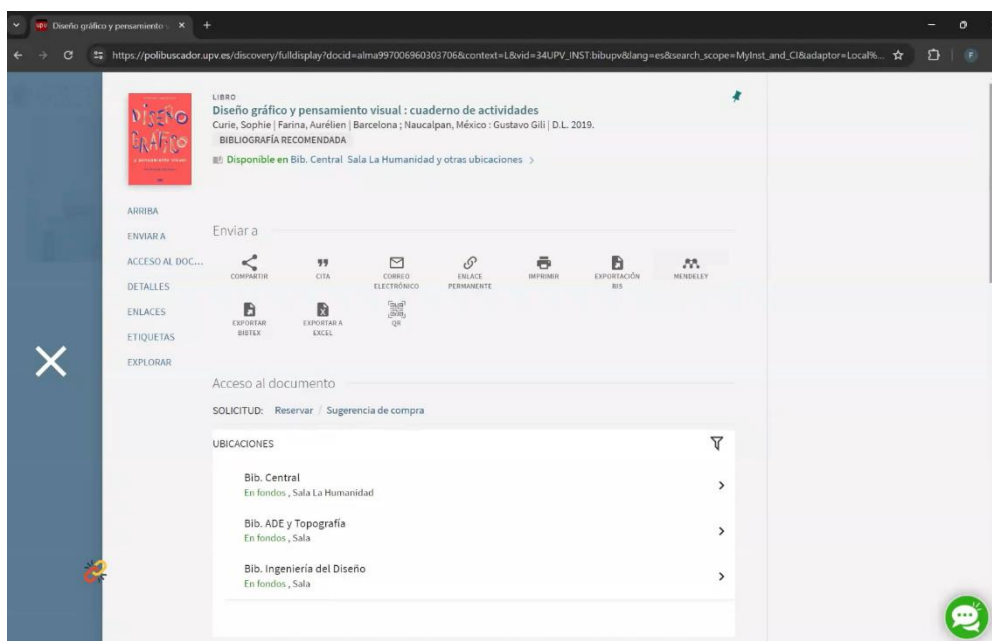 Diseño gráfico y pensamiento v
https://polibuscador.upv.es/discovery/fulldisplay?docid=alma997006960303706&context=L&vid=34UPV_INST:bibupv&lang=es&search_scope=MyInst_and_CI&adaptor=Local%...
DISEÑO
GRÁFICO
y pensamiento visual
LIBRO
Diseño gráfico y pensamiento visual : cuaderno de actividades
Curie, Sophie | Farina, Aurélien | Barcelona ; Naucalpan, México : Gustavo Gili | D.L. 2019.
BIBLIOGRAFÍA RECOMENDADA
Disponible en Bib. Central Sala La Humanidad y otras ubicaciones >
ARRIBA
ENVIAR A
ACCESO AL DOC...
DETALLES
ENLACES
ETIQUETAS
EXPLORAR
Enviar a
COMPARTIR
CITA
CORREO ELECTRÓNICO
ENLACE PERMANENTE
IMPRIMIR
EXPORTACIÓN RIS
MENDELEY
EXPORTAR BIBTEX
EXPORTAR A EXCEL
QR
Acceso al documento
SOLICITUD: Reservar / Sugerencia de compra
UBICACIONES
Bib. Central
En fondos , Sala La Humanidad
Bib. ADE y Topografía
En fondos , Sala
Bib. Ingeniería del Diseño
En fondos , Sala